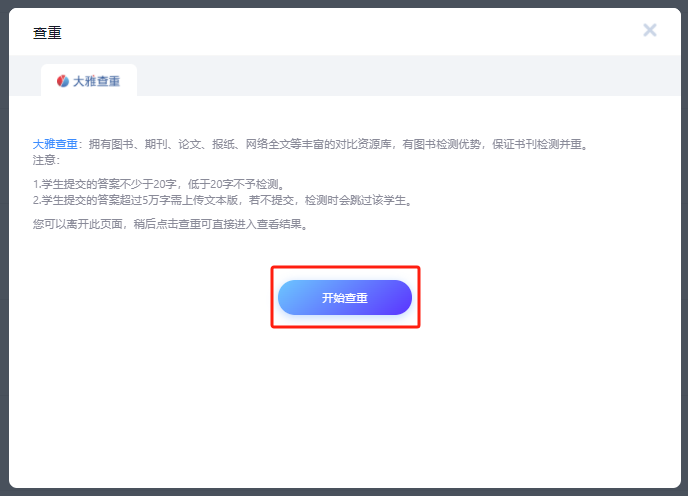 查重
大雅查重
大雅查重：拥有图书、期刊、论文、报纸、网络全文等丰富的对比资源库，有图书检测优势，保证书刊检测并重。
注意：
1.学生提交的答案不少于20字，低于20字不予检测。
2.学生提交的答案超过5万字需上传文本版，若不提交，检测时会跳过该学生。
您可以离开此页面，稍后点击查重可直接进入查看结果。
开始查重